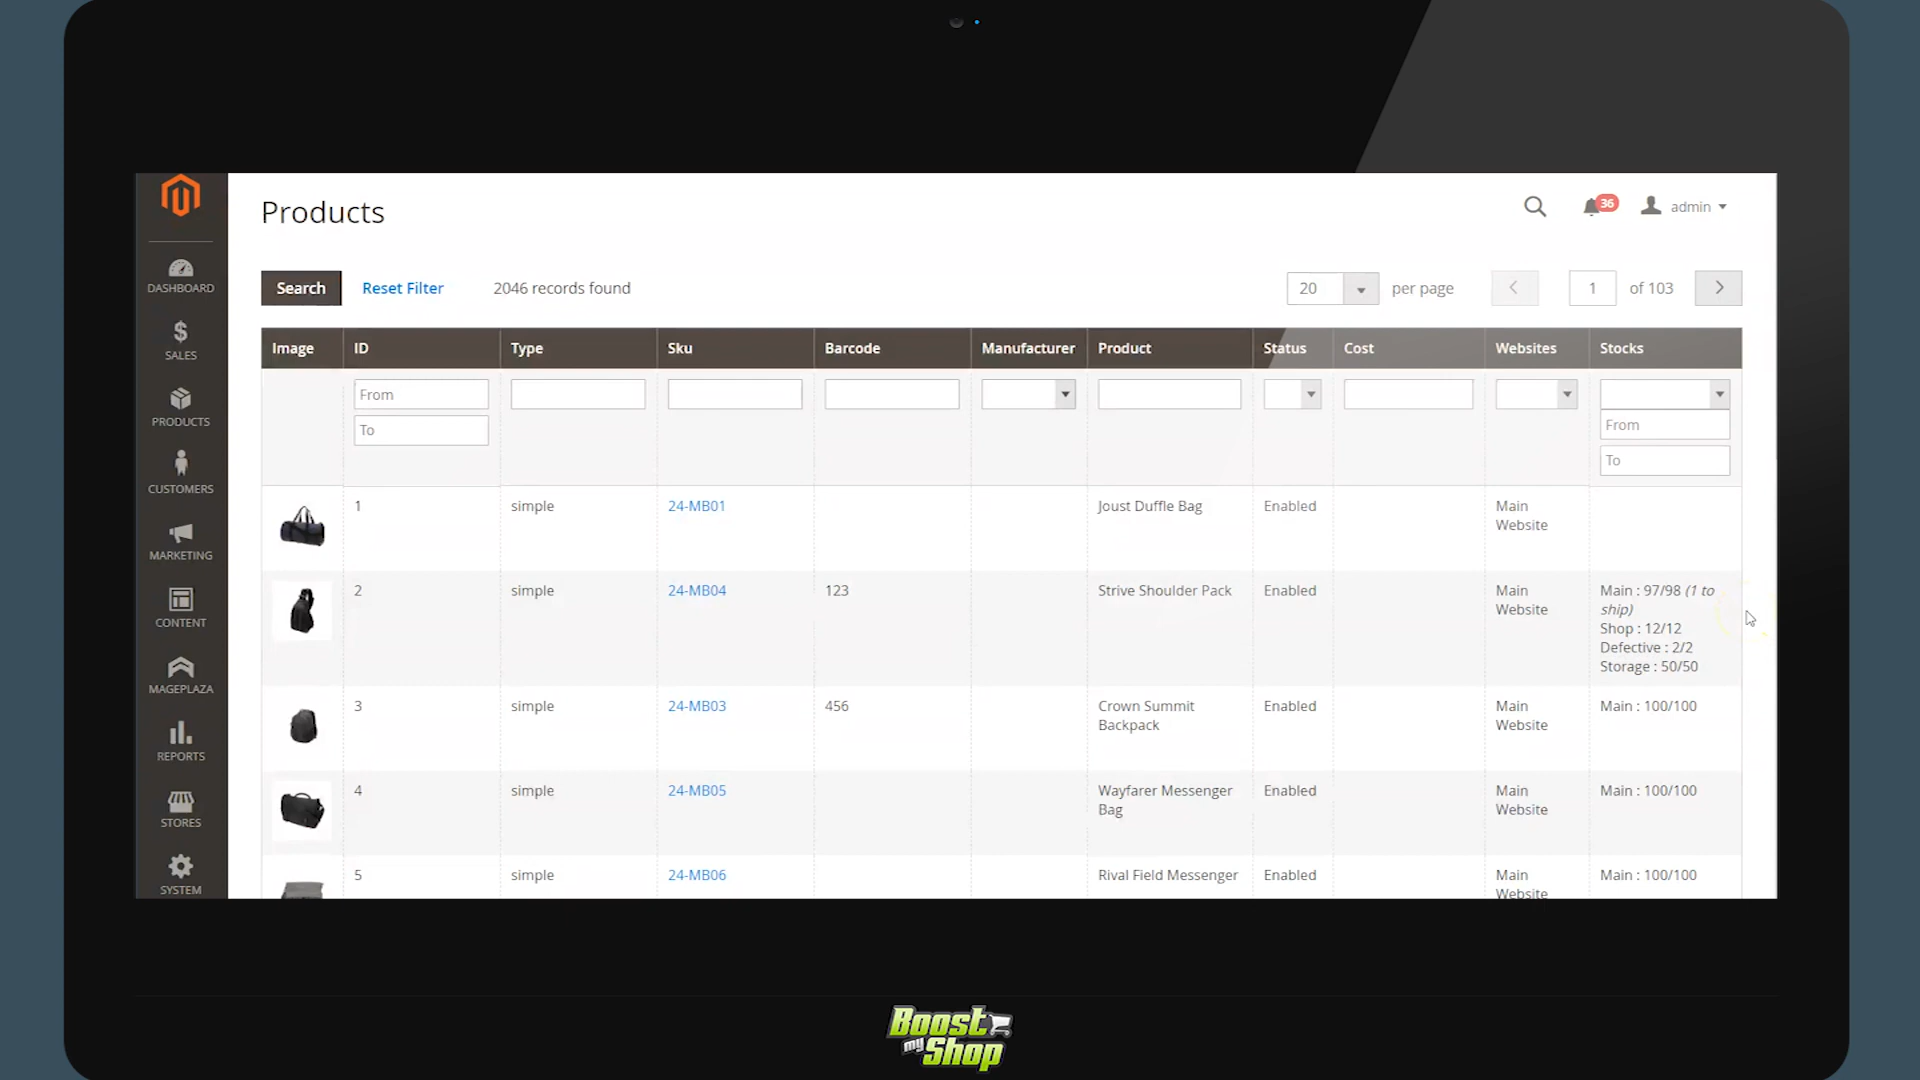 Products
36
admin
Search
Reset Filter
2046 records found
20
per page
1
of 103
DASHBOARD
SALES
PRODUCTS
CUSTOMERS
MARKETING
CONTENT
MAGEPLAZA
REPORTS
STORES
SYSTEM
Image ID Type Sku Barcode Manufacturer Product Status Cost Websites Stocks
From
To
From
To
1 simple 24-MB01 Joust Duffle Bag Enabled Main
Website
2 simple 24-MB04 123 Strive Shoulder Pack Enabled Main
Website
Main : 97/98 (1 to
ship)
Shop : 12/12
Defective : 2/2
Storage : 50/50
3 simple 24-MB03 456 Crown Summit
Backpack
Enabled Main
Website
Main : 100/100
4 simple 24-MB05 Wayfarer Messenger
Bag
Enabled Main
Website
Main : 100/100
5 simple 24-MB06 Rival Field Messenger Enabled Main
Website
Main : 100/100
Boost
my Shop